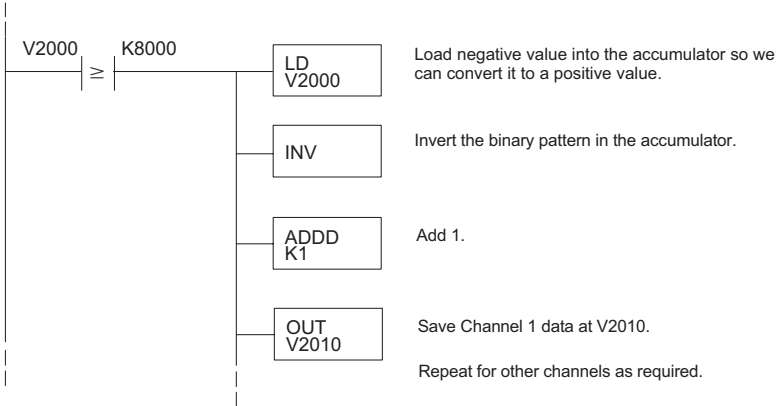 V2000 ≥ K8000
LD
V2000
Load negative value into the accumulator so we
can convert it to a positive value.
INV
Invert the binary pattern in the accumulator.
ADDD
K1
Add 1.
OUT
V2010
Save Channel 1 data at V2010.
Repeat for other channels as required.